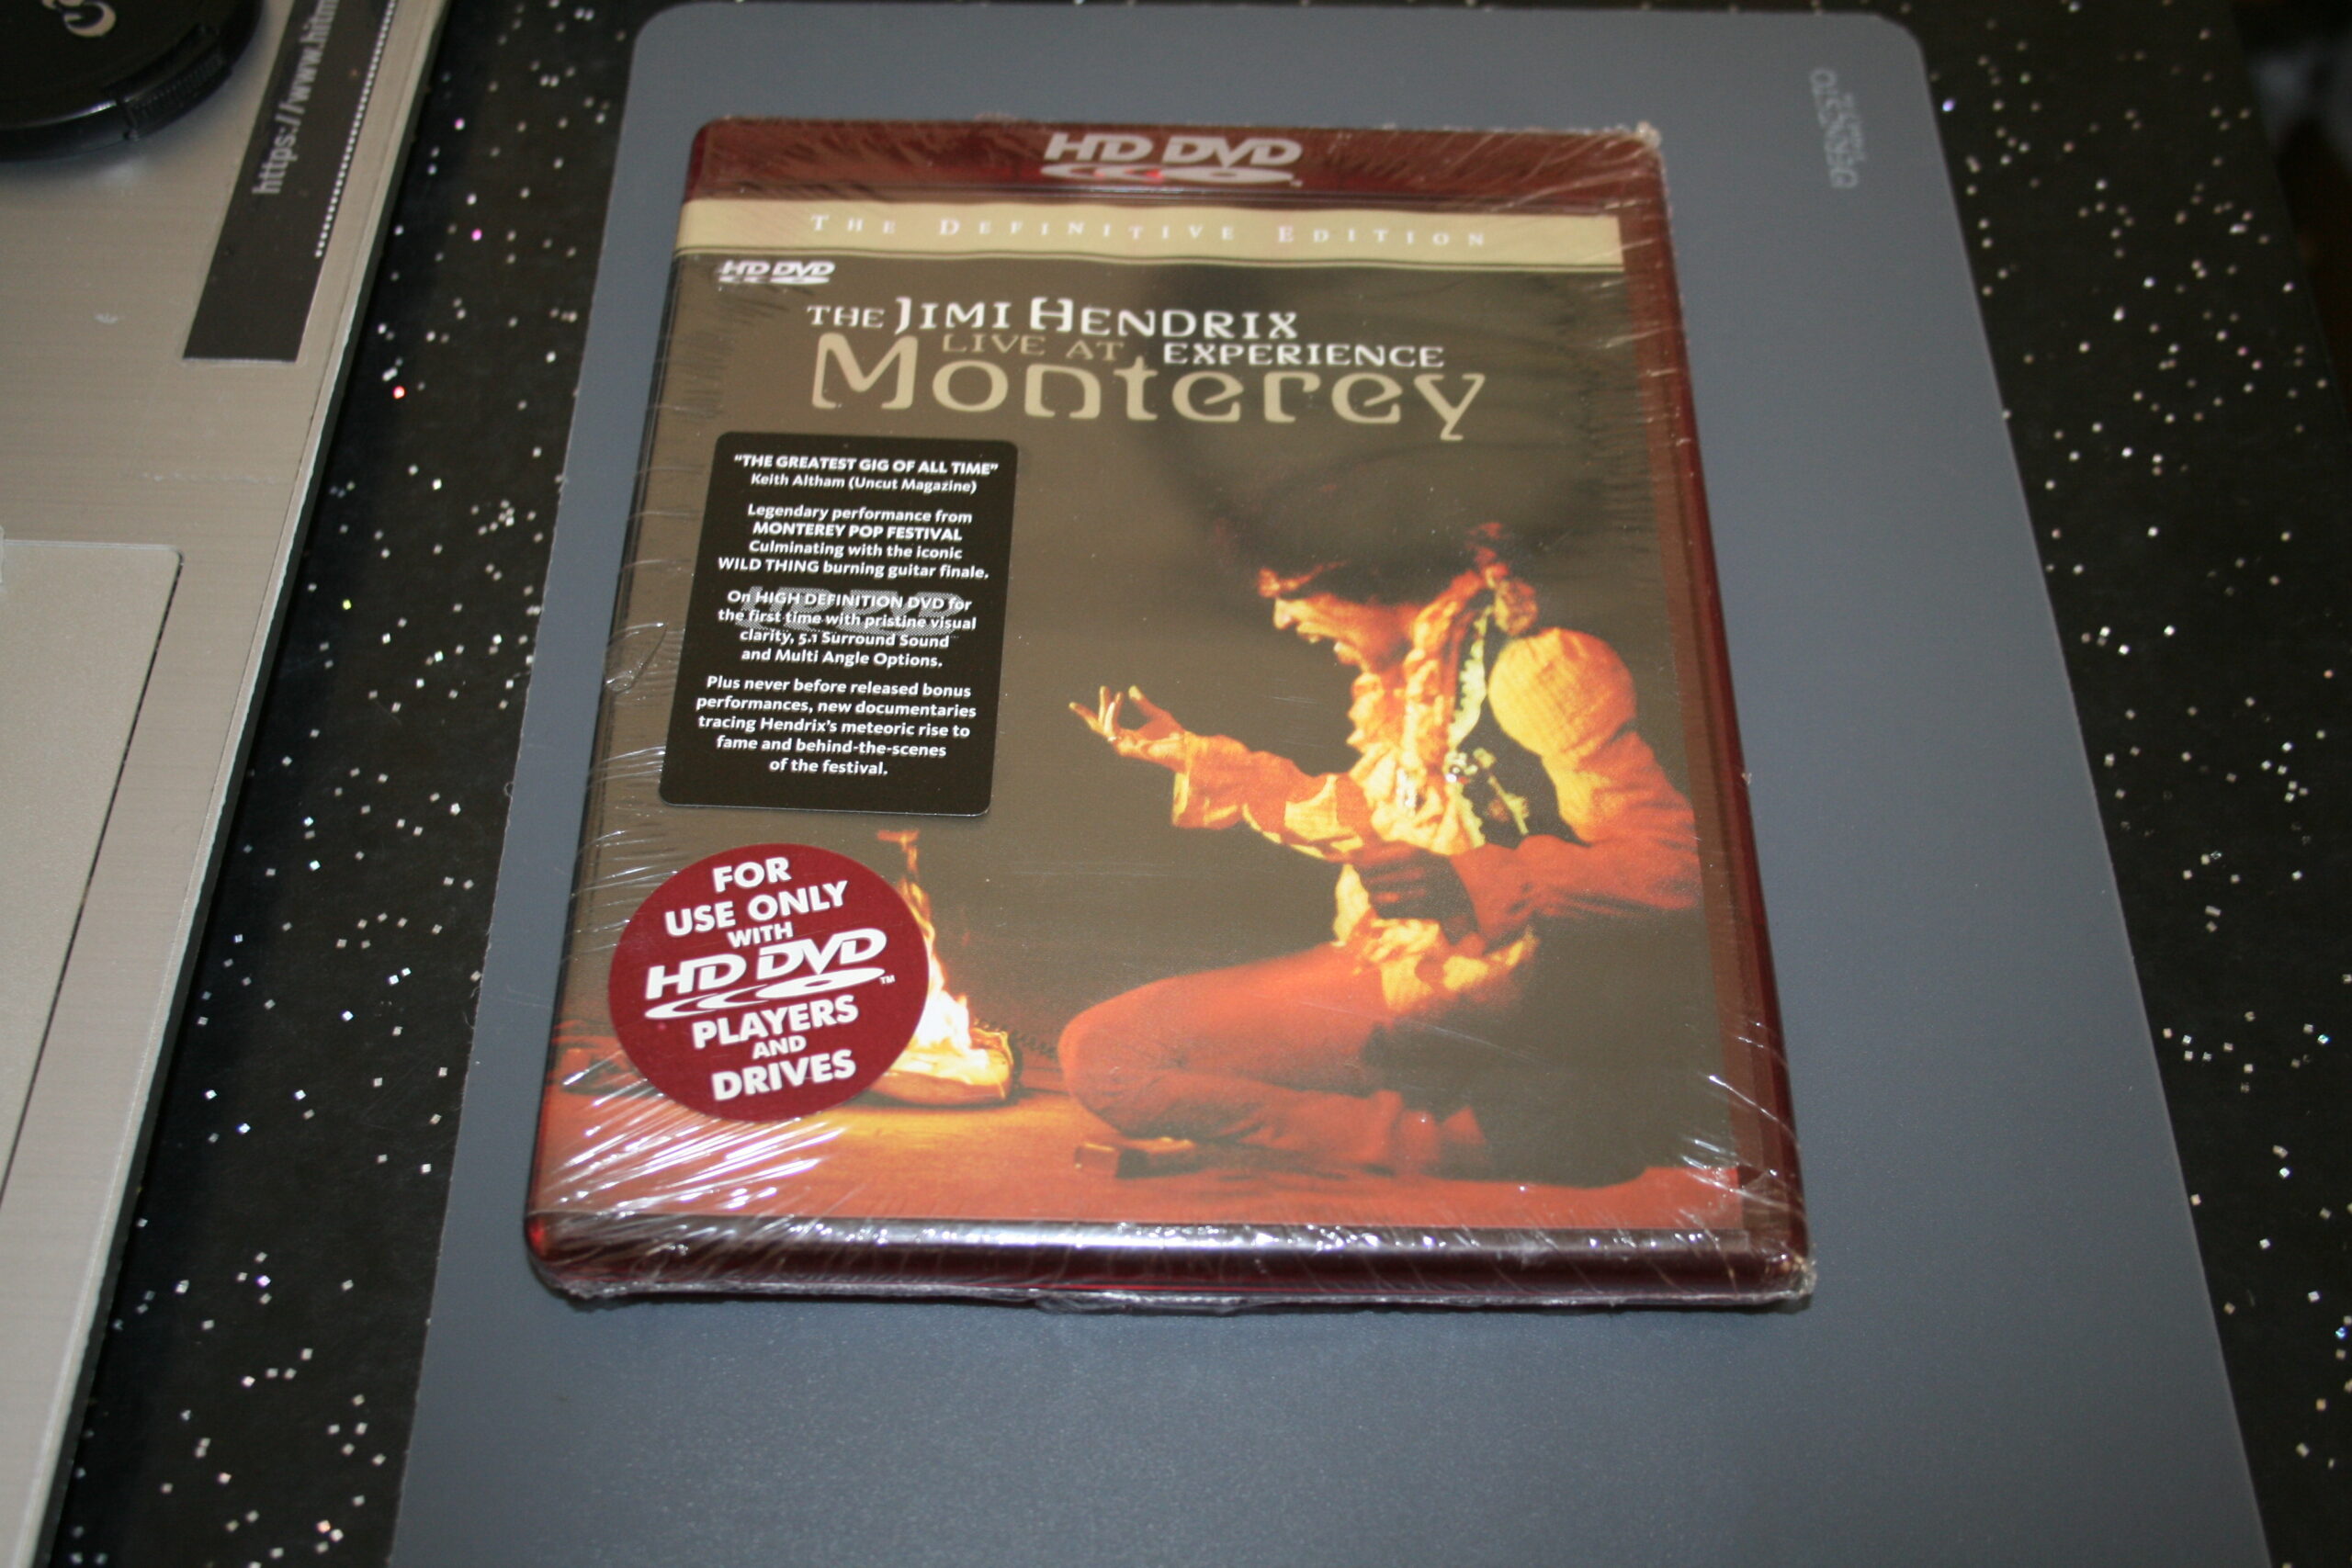 https://www.hitm
HD DVD
THE DEFINITIVE EDITION
HD DVD
THE JIMI HENDRIX
LIVE AT EXPERIENCE
Monterey
"THE GREATEST GIG OF ALL TIME"
Keith Altham (Uncut Magazine)
Legendary performance from
MONTEREY POP FESTIVAL
Culminating with the iconic
WILD THING burning guitar finale.
On HIGH DEFINITION DVD for
the first time with pristine visual
clarity, 5.1 Surround Sound
and Multi Angle Options.
Plus never before released bonus
performances, new documentaries
tracing Hendrix's meteoric rise to
fame and behind-the-scenes
of the festival.
FOR
USE ONLY
WITH
HD DVD™
PLAYERS
AND
DRIVES